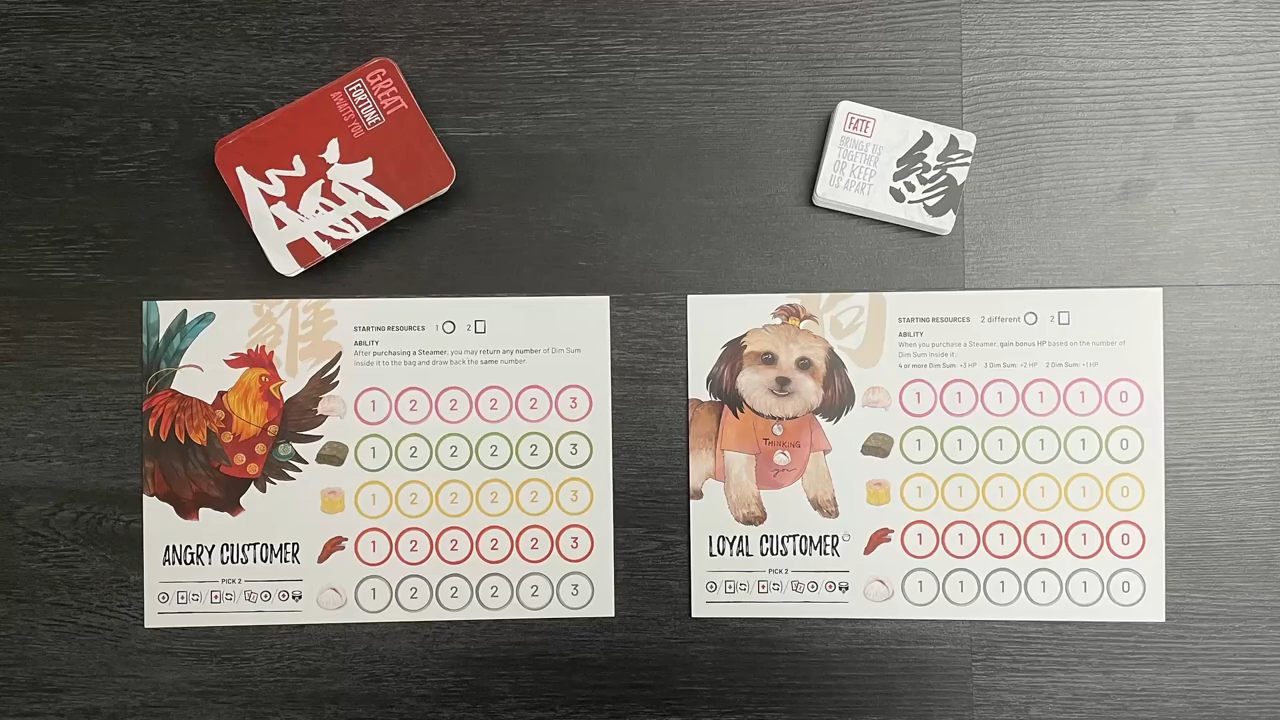 GREAT
FORTUNE
AWAITS YOU
運
FATE
BRINGS US
TOGETHER
OR KEEP
US APART
緣
雞
STARTING RESOURCES 1 2
ABILITY
After purchasing a Steamer, you may return any number of Dim Sum
inside it to the bag and draw back the same number.
1 2 2 2 2 3
1 2 2 2 2 3
1 2 2 2 2 3
1 2 2 2 2 3
1 2 2 2 2 3
ANGRY CUSTOMER
PICK 2
狗
STARTING RESOURCES 2 different 2
ABILITY
When you purchase a Steamer, gain bonus HP based on the number of
Dim Sum inside it:
4 or more Dim Sum: +3 HP 3 Dim Sum: +2 HP 2 Dim Sum: +1 HP
THINKING
1 1 1 1 1 0
1 1 1 1 1 0
1 1 1 1 1 0
1 1 1 1 1 0
1 1 1 1 1 0
LOYAL CUSTOMER
PICK 2